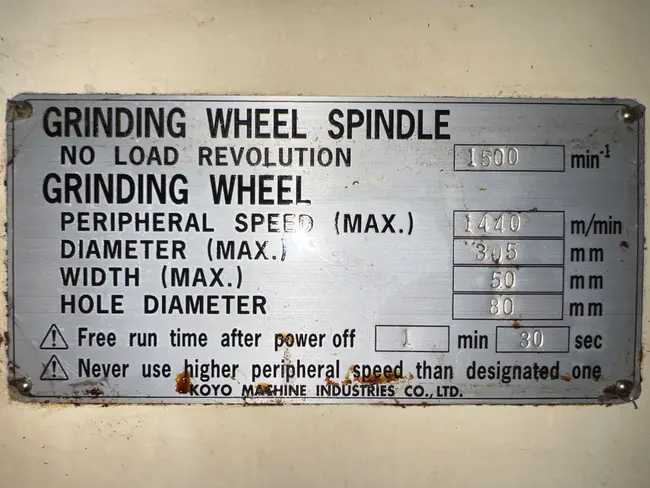 GRINDING WHEEL SPINDLE
NO LOAD REVOLUTION 1500 min-1
GRINDING WHEEL
PERIPHERAL SPEED (MAX.) 1440 m/min
DIAMETER (MAX.) 305 mm
WIDTH (MAX.) 50 mm
HOLE DIAMETER 80 mm
⚠ Free run time after power off 1 min 30 sec
⚠ Never use higher peripheral speed than designated one
KOYO MACHINE INDUSTRIES CO., LTD.